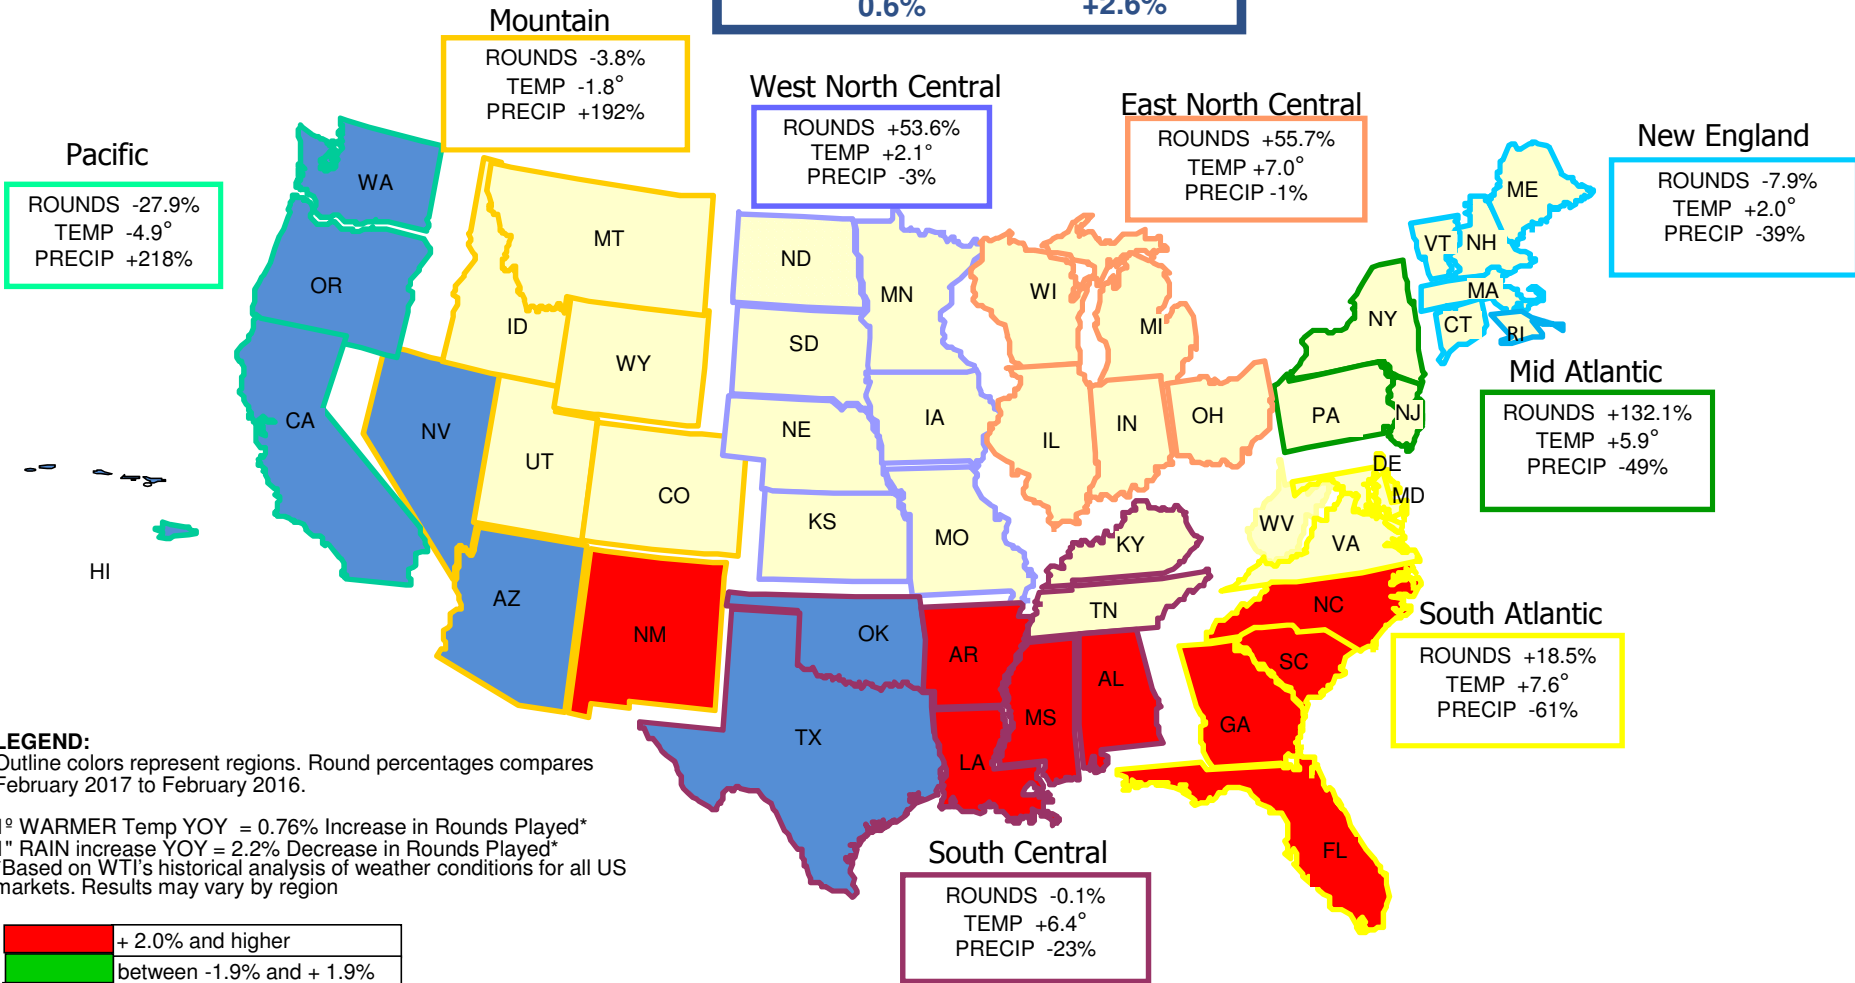 0.6% +2.6%
Mountain
ROUNDS -3.8%
TEMP -1.8°
PRECIP +192%
West North Central
ROUNDS +53.6%
TEMP +2.1°
PRECIP -3%
East North Central
ROUNDS +55.7%
TEMP +7.0°
PRECIP -1%
New England
ROUNDS -7.9%
TEMP +2.0°
PRECIP -39%
Pacific
ROUNDS -27.9%
TEMP -4.9°
PRECIP +218%
WA
OR
CA
HI
MT
ID
WY
NV
UT
CO
AZ
NM
ND
SD
NE
KS
MN
IA
MO
WI
MI
IL
IN
OH
KY
TN
OK
TX
AR
LA
MS
AL
NY
PA
NJ
ME
VT
NH
MA
CT
RI
DE
MD
WV
VA
NC
SC
GA
FL
Mid Atlantic
ROUNDS +132.1%
TEMP +5.9°
PRECIP -49%
South Atlantic
ROUNDS +18.5%
TEMP +7.6°
PRECIP -61%
South Central
ROUNDS -0.1%
TEMP +6.4°
PRECIP -23%
LEGEND:
Outline colors represent regions. Round percentages compares
February 2017 to February 2016.
1º WARMER Temp YOY = 0.76% Increase in Rounds Played*
1" RAIN increase YOY = 2.2% Decrease in Rounds Played*
*Based on WTI's historical analysis of weather conditions for all US
markets. Results may vary by region
+ 2.0% and higher
between -1.9% and + 1.9%